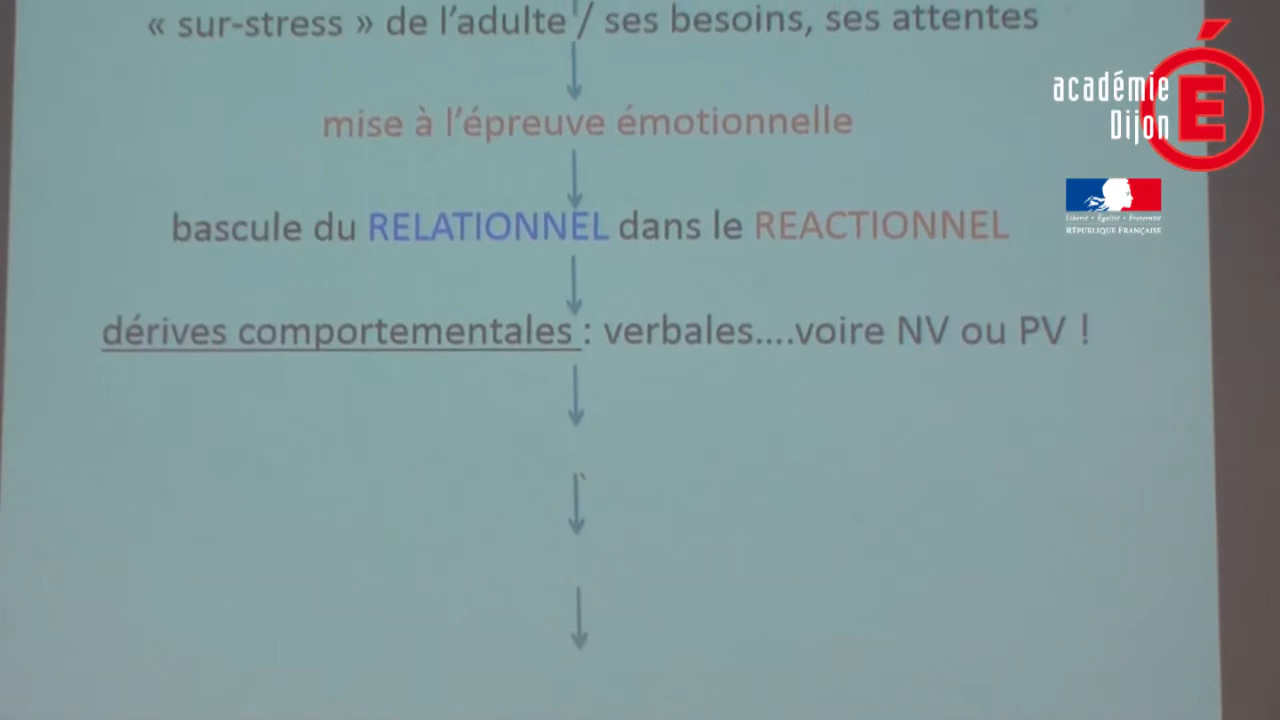 « sur-stress » de l'adulte / ses besoins, ses attentes
académie
Dijon
É
mise à l'épreuve émotionnelle
Liberté • Égalité • Fraternité
RÉPUBLIQUE FRANÇAISE
bascule du RELATIONNEL dans le REACTIONNEL
dérives comportementales : verbales....voire NV ou PV !